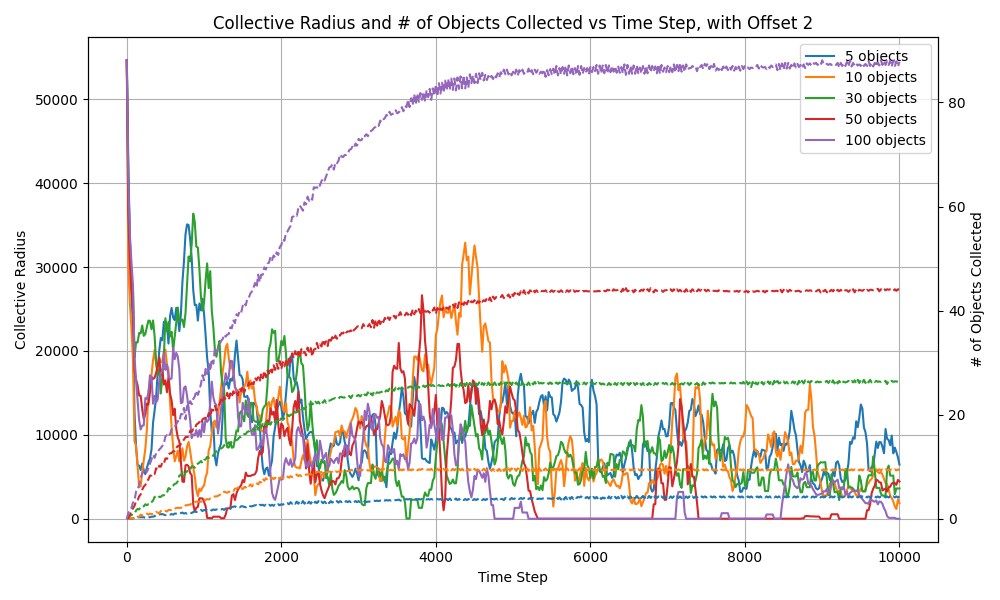 Collective Radius and # of Objects Collected vs Time Step, with Offset 2
5 objects
10 objects
30 objects
50 objects
100 objects
50000
40000
30000
20000
10000
0
Collective Radius
80
60
40
20
0
# of Objects Collected
0
2000
4000
6000
8000
10000
Time Step